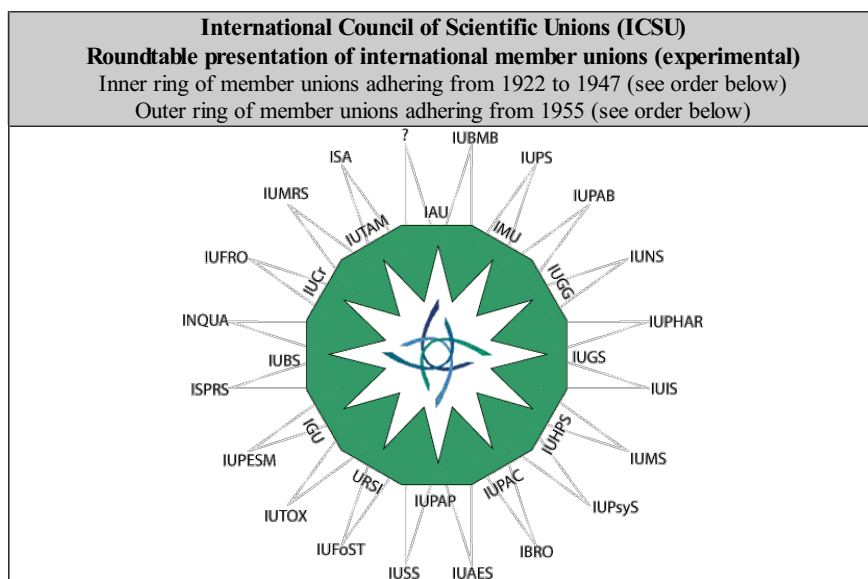 International Council of Scientific Unions (ICSU)
Roundtable presentation of international member unions (experimental)
Inner ring of member unions adhering from 1922 to 1947 (see order below)
Outer ring of member unions adhering from 1955 (see order below)
?
IUBMB
ISA
IUPS
IUMRS
IUPAB
IAU
IUTAM
IMU
IUFRO
IUNS
IUCr
IUGG
INQUA
IUPHAR
IUBS
IUGS
ISPRS
IUIS
IGU
IUHPS
IUPESM
IUMS
URSI
IUPAP
IUPAC
IUTOX
IUPsyS
IUFoST
IBRO
IUSS
IUAES